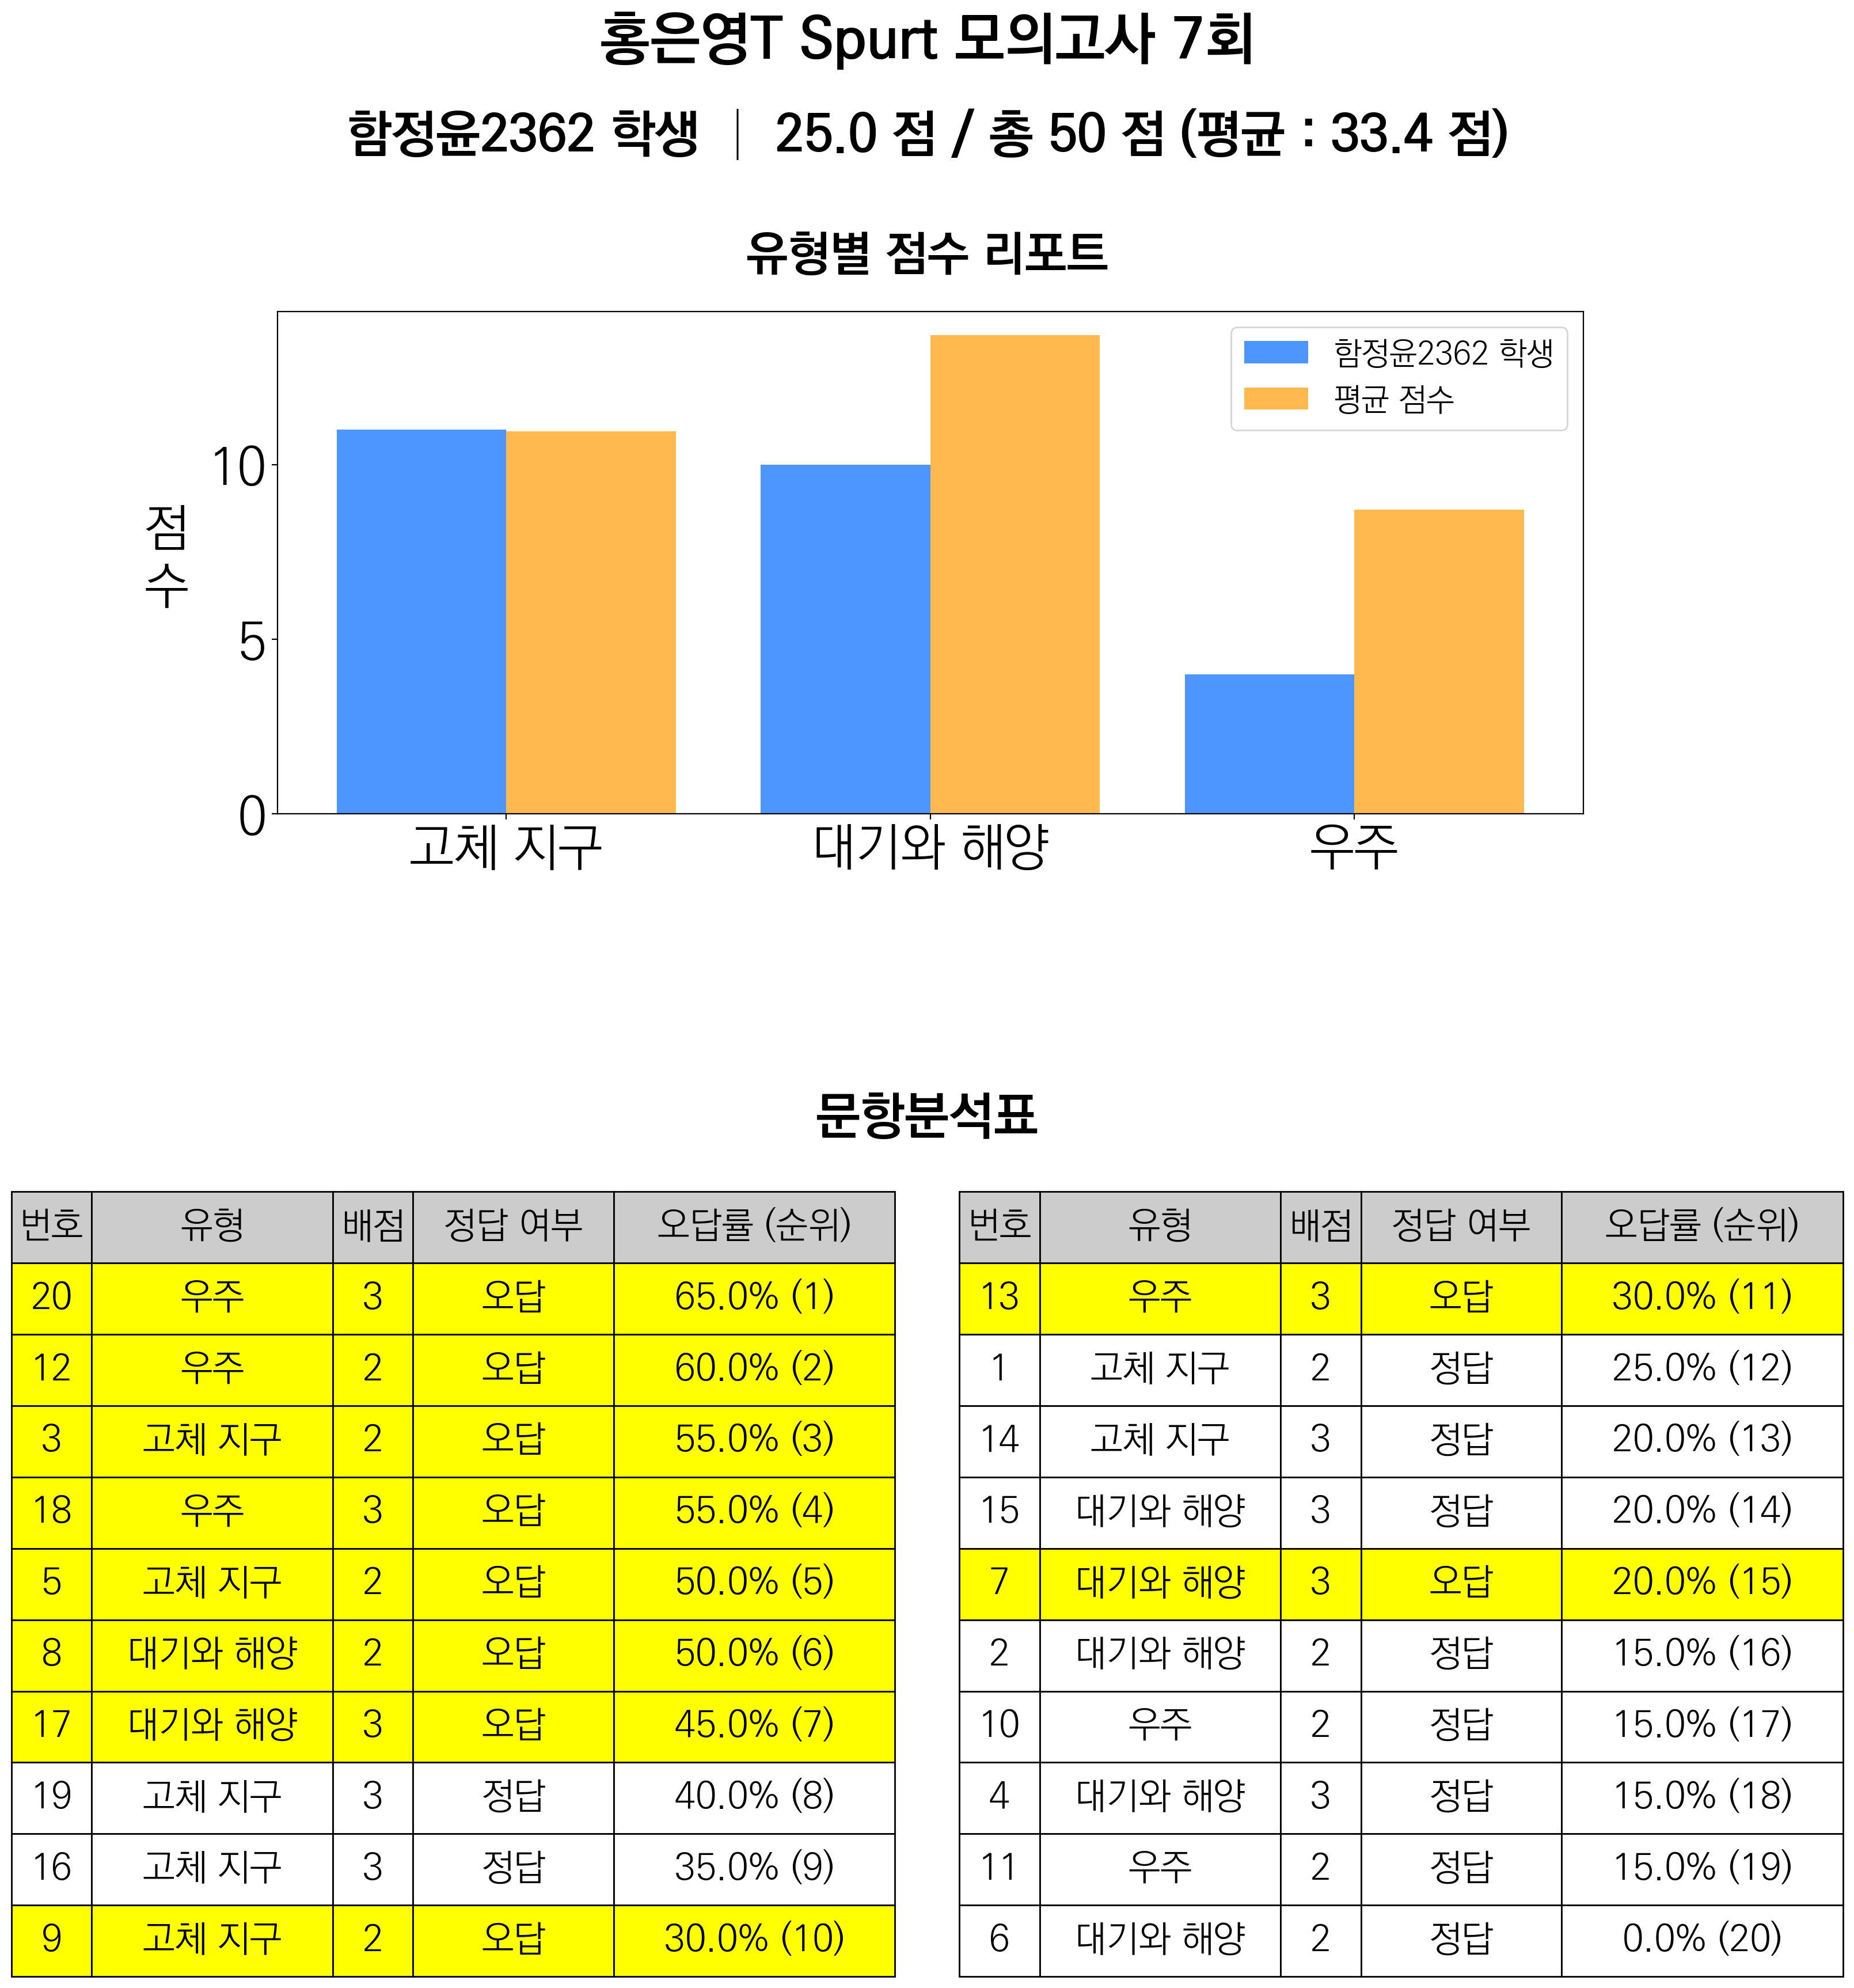 홍은영T Spurt 모의고사 7회
함정윤2362 학생 | 25.0 점 / 총 50 점 (평균 : 33.4 점)
유형별 점수 리포트
함정윤2362 학생
평균 점수
점
수
10
5
0
고체 지구 대기와 해양 우주
문항분석표
번호 유형 배점 정답 여부 오답률 (순위)
20 우주 3 오답 65.0% (1)
12 우주 2 오답 60.0% (2)
3 고체 지구 2 오답 55.0% (3)
18 우주 3 오답 55.0% (4)
5 고체 지구 2 오답 50.0% (5)
8 대기와 해양 2 오답 50.0% (6)
17 대기와 해양 3 오답 45.0% (7)
19 고체 지구 3 정답 40.0% (8)
16 고체 지구 3 정답 35.0% (9)
9 고체 지구 2 오답 30.0% (10)
번호 유형 배점 정답 여부 오답률 (순위)
13 우주 3 오답 30.0% (11)
1 고체 지구 2 정답 25.0% (12)
14 고체 지구 3 정답 20.0% (13)
15 대기와 해양 3 정답 20.0% (14)
7 대기와 해양 3 오답 20.0% (15)
2 대기와 해양 2 정답 15.0% (16)
10 우주 2 정답 15.0% (17)
4 대기와 해양 3 정답 15.0% (18)
11 우주 2 정답 15.0% (19)
6 대기와 해양 2 정답 0.0% (20)